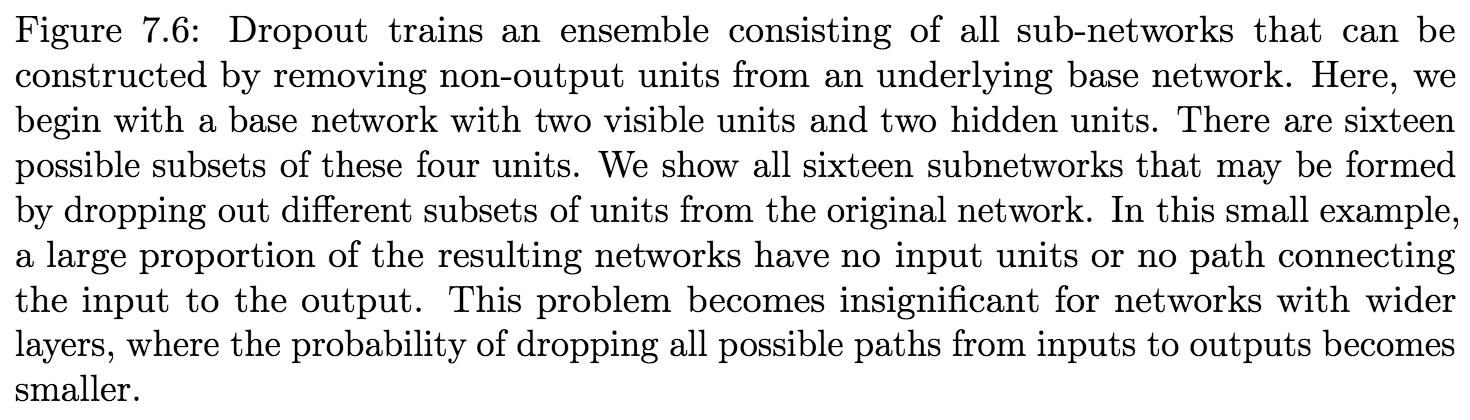 Figure 7.6: Dropout trains an ensemble consisting of all sub-networks that can be
constructed by removing non-output units from an underlying base network. Here, we
begin with a base network with two visible units and two hidden units. There are sixteen
possible subsets of these four units. We show all sixteen subnetworks that may be formed
by dropping out different subsets of units from the original network. In this small example,
a large proportion of the resulting networks have no input units or no path connecting
the input to the output. This problem becomes insignificant for networks with wider
layers, where the probability of dropping all possible paths from inputs to outputs becomes
smaller.